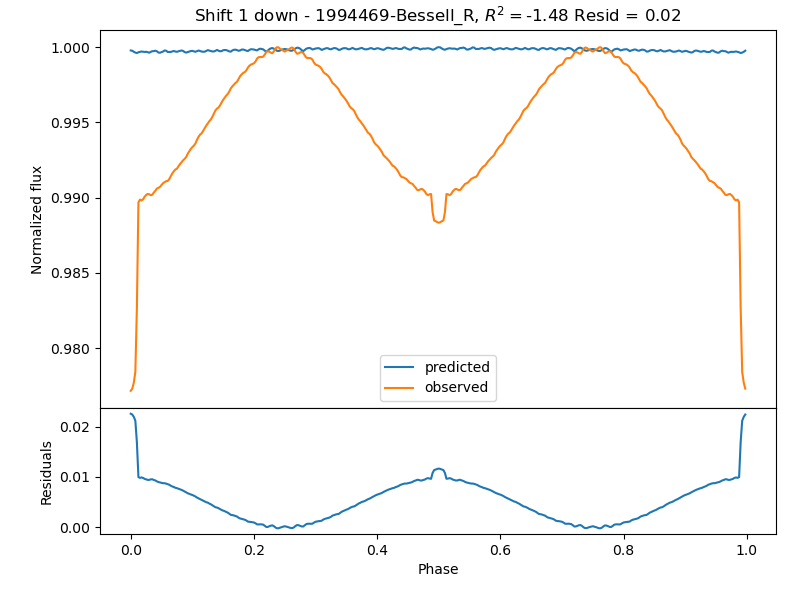 Shift 1 down - 1994469-Bessell_R, R² = -1.48 Resid = 0.02
1.000
0.995
0.990
0.985
0.980
Normalized flux
predicted
observed
0.02
0.01
0.00
Residuals
0.0 0.2 0.4 0.6 0.8 1.0
Phase